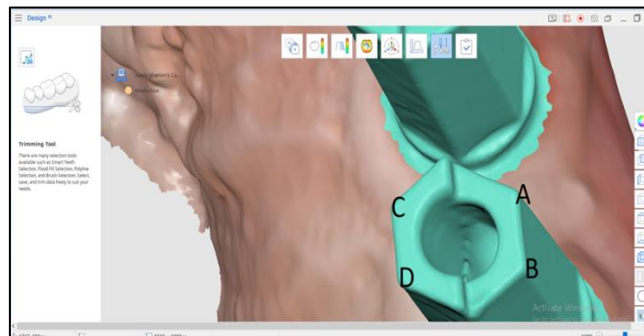 Design
Trimming Tool
There are many selection tools
available such as Smart Teeth
Selection, Flood Fill Selection, Polyline
Selection, and Brush Selection. Select,
save, and trim data freely to suit your
needs.
A
C
B
D
Activate Win